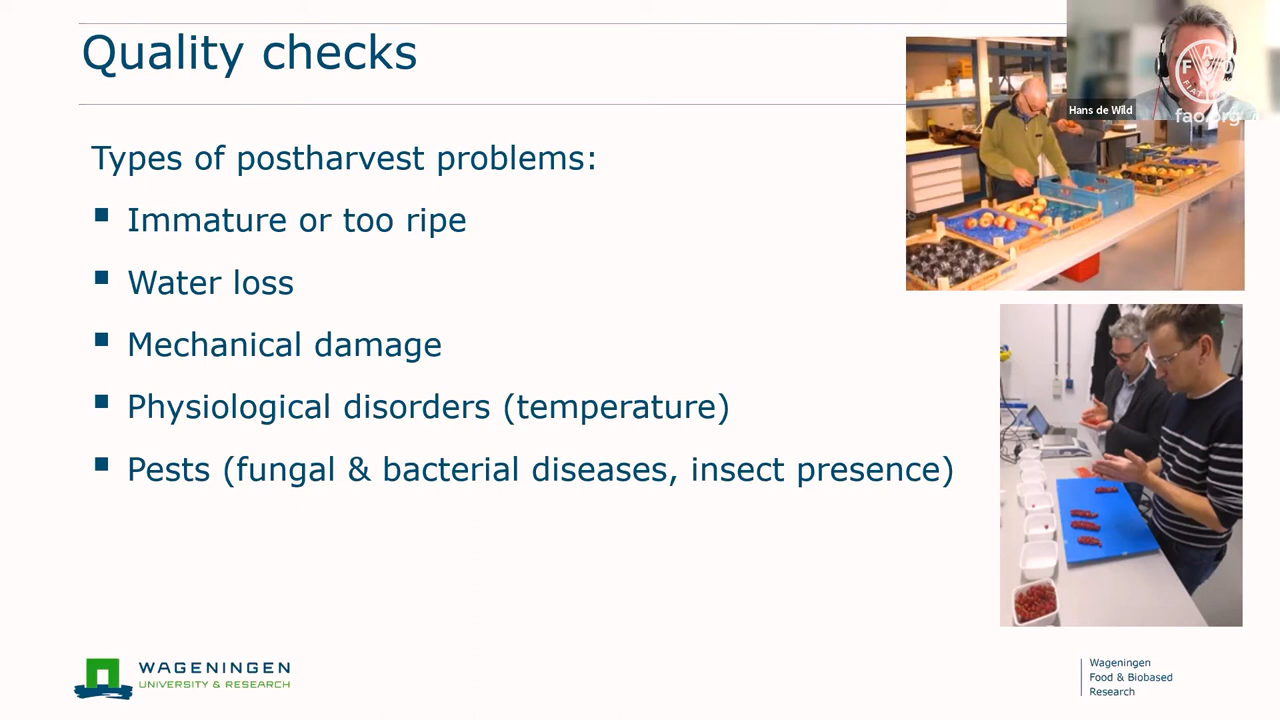 Quality checks
Types of postharvest problems:
Immature or too ripe
Water loss
Mechanical damage
Physiological disorders (temperature)
Pests (fungal & bacterial diseases, insect presence)
Hans de Wild
F A O
FIAT
fao.org
WAGENINGEN
UNIVERSITY & RESEARCH
Wageningen
Food & Biobased
Research